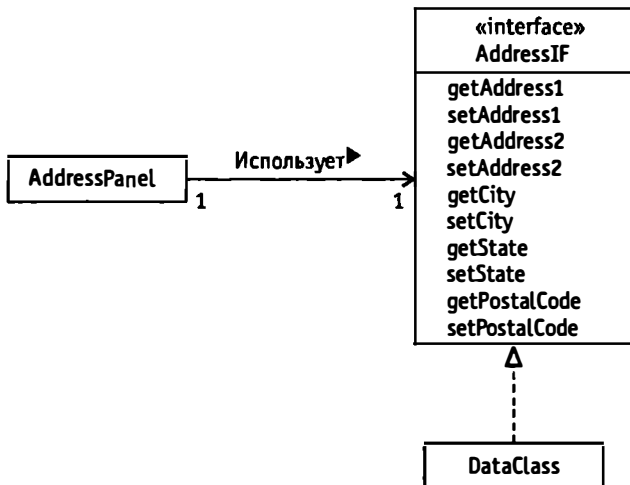 «interface»
AddressIF
getAddress1
setAddress1
getAddress2
setAddress2
getCity
setCity
getState
setState
getPostalCode
setPostalCode
Использует
AddressPanel
1
1
DataClass